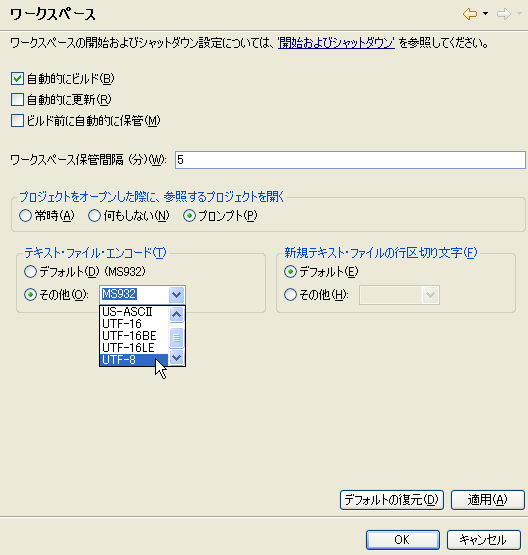 ワークスペース
ワークスペースの開始およびシャットダウン設定については、'開始およびシャットダウン' を参照してください。
自動的にビルド(B)
自動的に更新(R)
ビルド前に自動的に保管(M)
ワークスペース保管間隔 (分)(W): 5
プロジェクトをオープンした際に、参照するプロジェクトを開く
常時(A) 何もしない(N) プロンプト(P)
テキスト・ファイル・エンコード(T)
デフォルト(D) (MS932)
その他(O): MS932
US-ASCII
UTF-16
UTF-16BE
UTF-16LE
UTF-8
新規テキスト・ファイルの行区切り文字(F)
デフォルト(E)
その他(H):
デフォルトの復元(D) 適用(A)
OK キャンセル